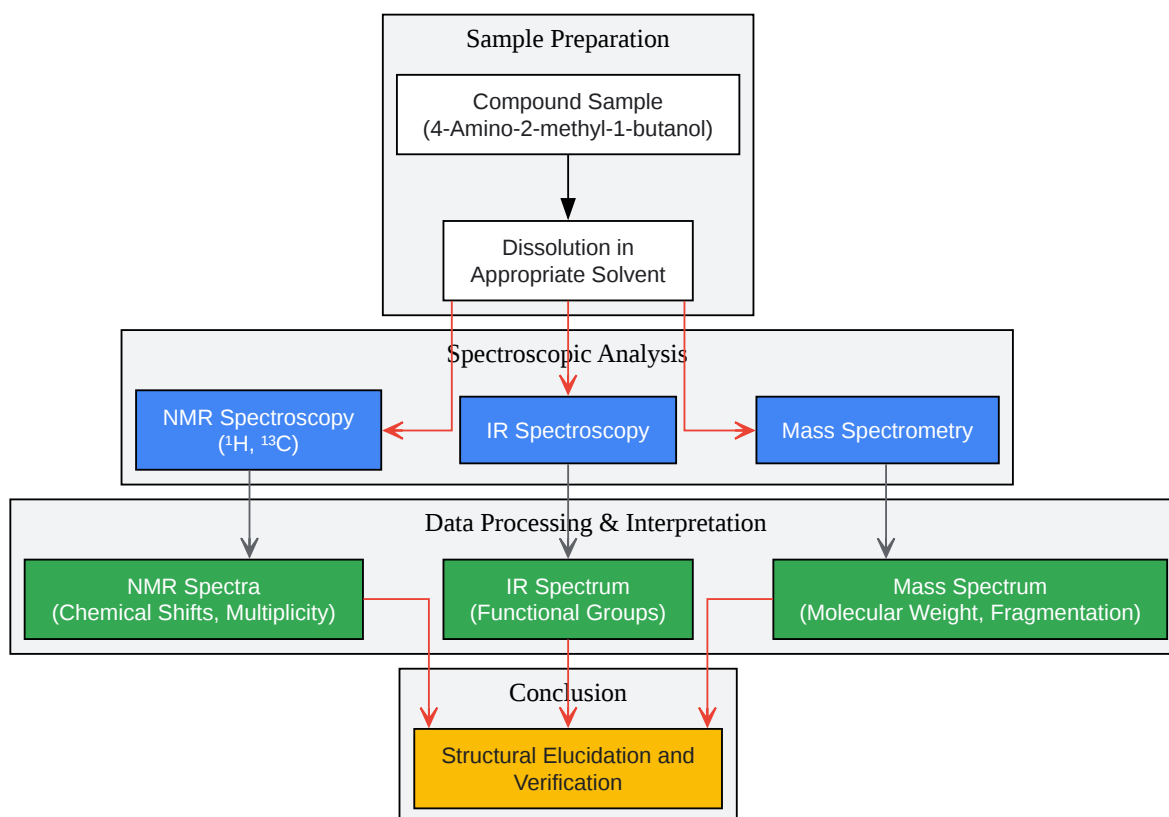 Sample Preparation
Compound Sample
(4-Amino-2-methyl-1-butanol)
Dissolution in
Appropriate Solvent
Spectroscopic Analysis
NMR Spectroscopy
(¹H, ¹³C)
IR Spectroscopy
Mass Spectrometry
Data Processing & Interpretation
NMR Spectra
(Chemical Shifts, Multiplicity)
IR Spectrum
(Functional Groups)
Mass Spectrum
(Molecular Weight, Fragmentation)
Conclusion
Structural Elucidation and
Verification